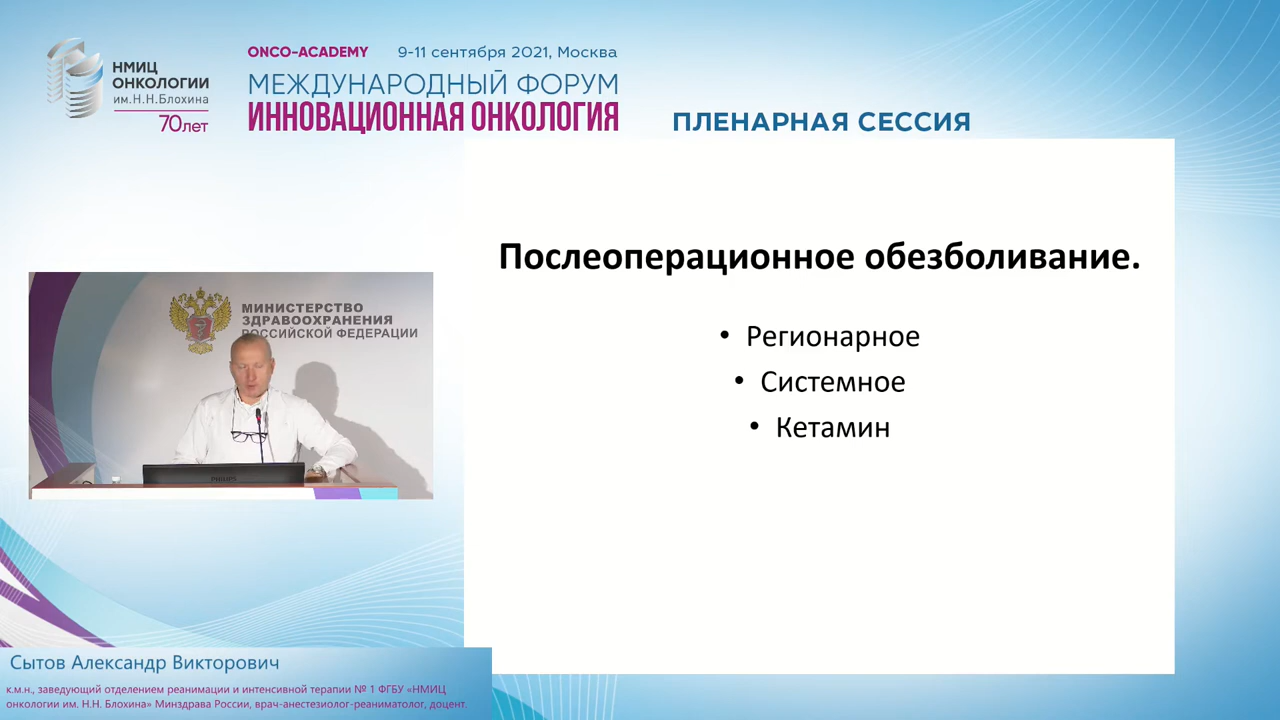 НМИЦ
ОНКОЛОГИИ
им.Н.Н.Блохина
70лет
ONCO-ACADEMY 9-11 сентября 2021, Москва
МЕЖДУНАРОДНЫЙ ФОРУМ
ИННОВАЦИОННАЯ ОНКОЛОГИЯ
ПЛЕНАРНАЯ СЕССИЯ
Послеоперационное обезболивание.
• Регионарное
• Системное
• Кетамин
МИНИСТЕРСТВО
ЗДРАВООХРАНЕНИЯ
РОССИЙСКОЙ ФЕДЕРАЦИИ
PHILIPS
Сытов Александр Викторович
к.м.н., заведующий отделением реанимации и интенсивной терапии № 1 ФГБУ «НМИЦ
онкологии им. Н.Н. Блохина» Минздрава России, врач-анестезиолог-реаниматолог, доцент.